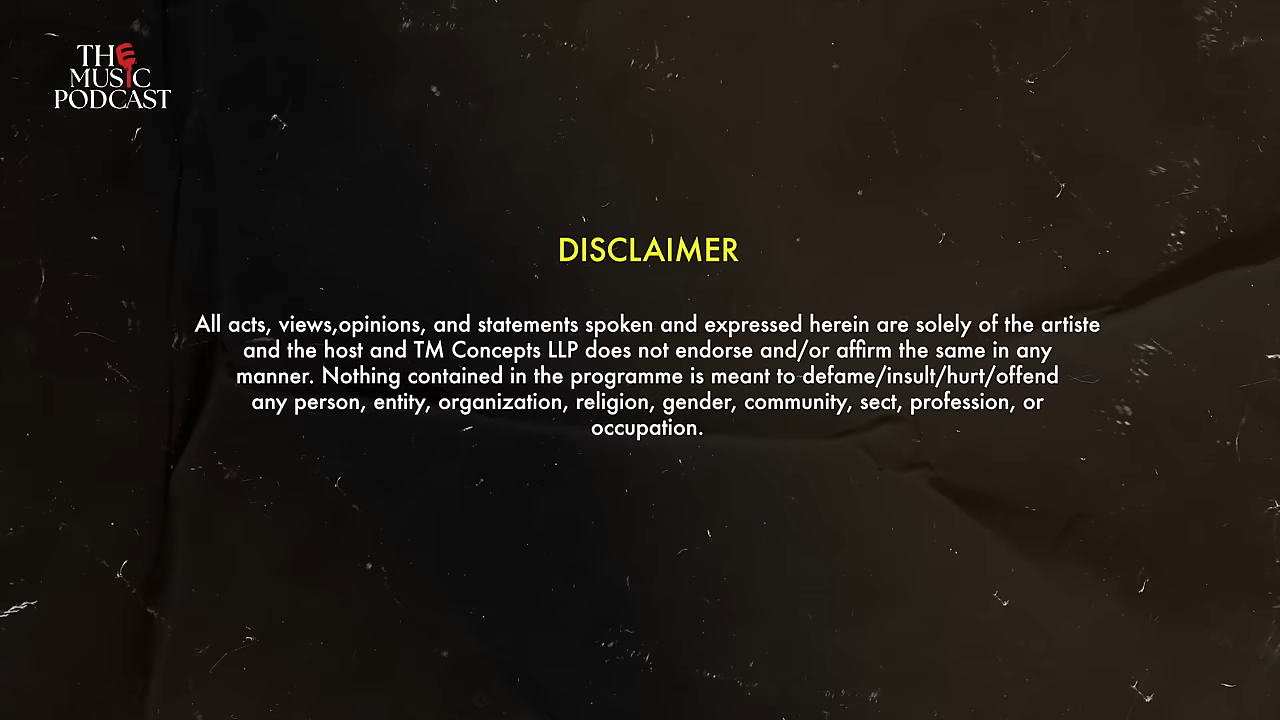 THE
MUSIC
PODCAST
DISCLAIMER
All acts, views,opinions, and statements spoken and expressed herein are solely of the artiste
and the host and TM Concepts LLP does not endorse and/or affirm the same in any
manner. Nothing contained in the programme is meant to defame/insult/hurt/offend
any person, entity, organization, religion, gender, community, sect, profession, or
occupation.